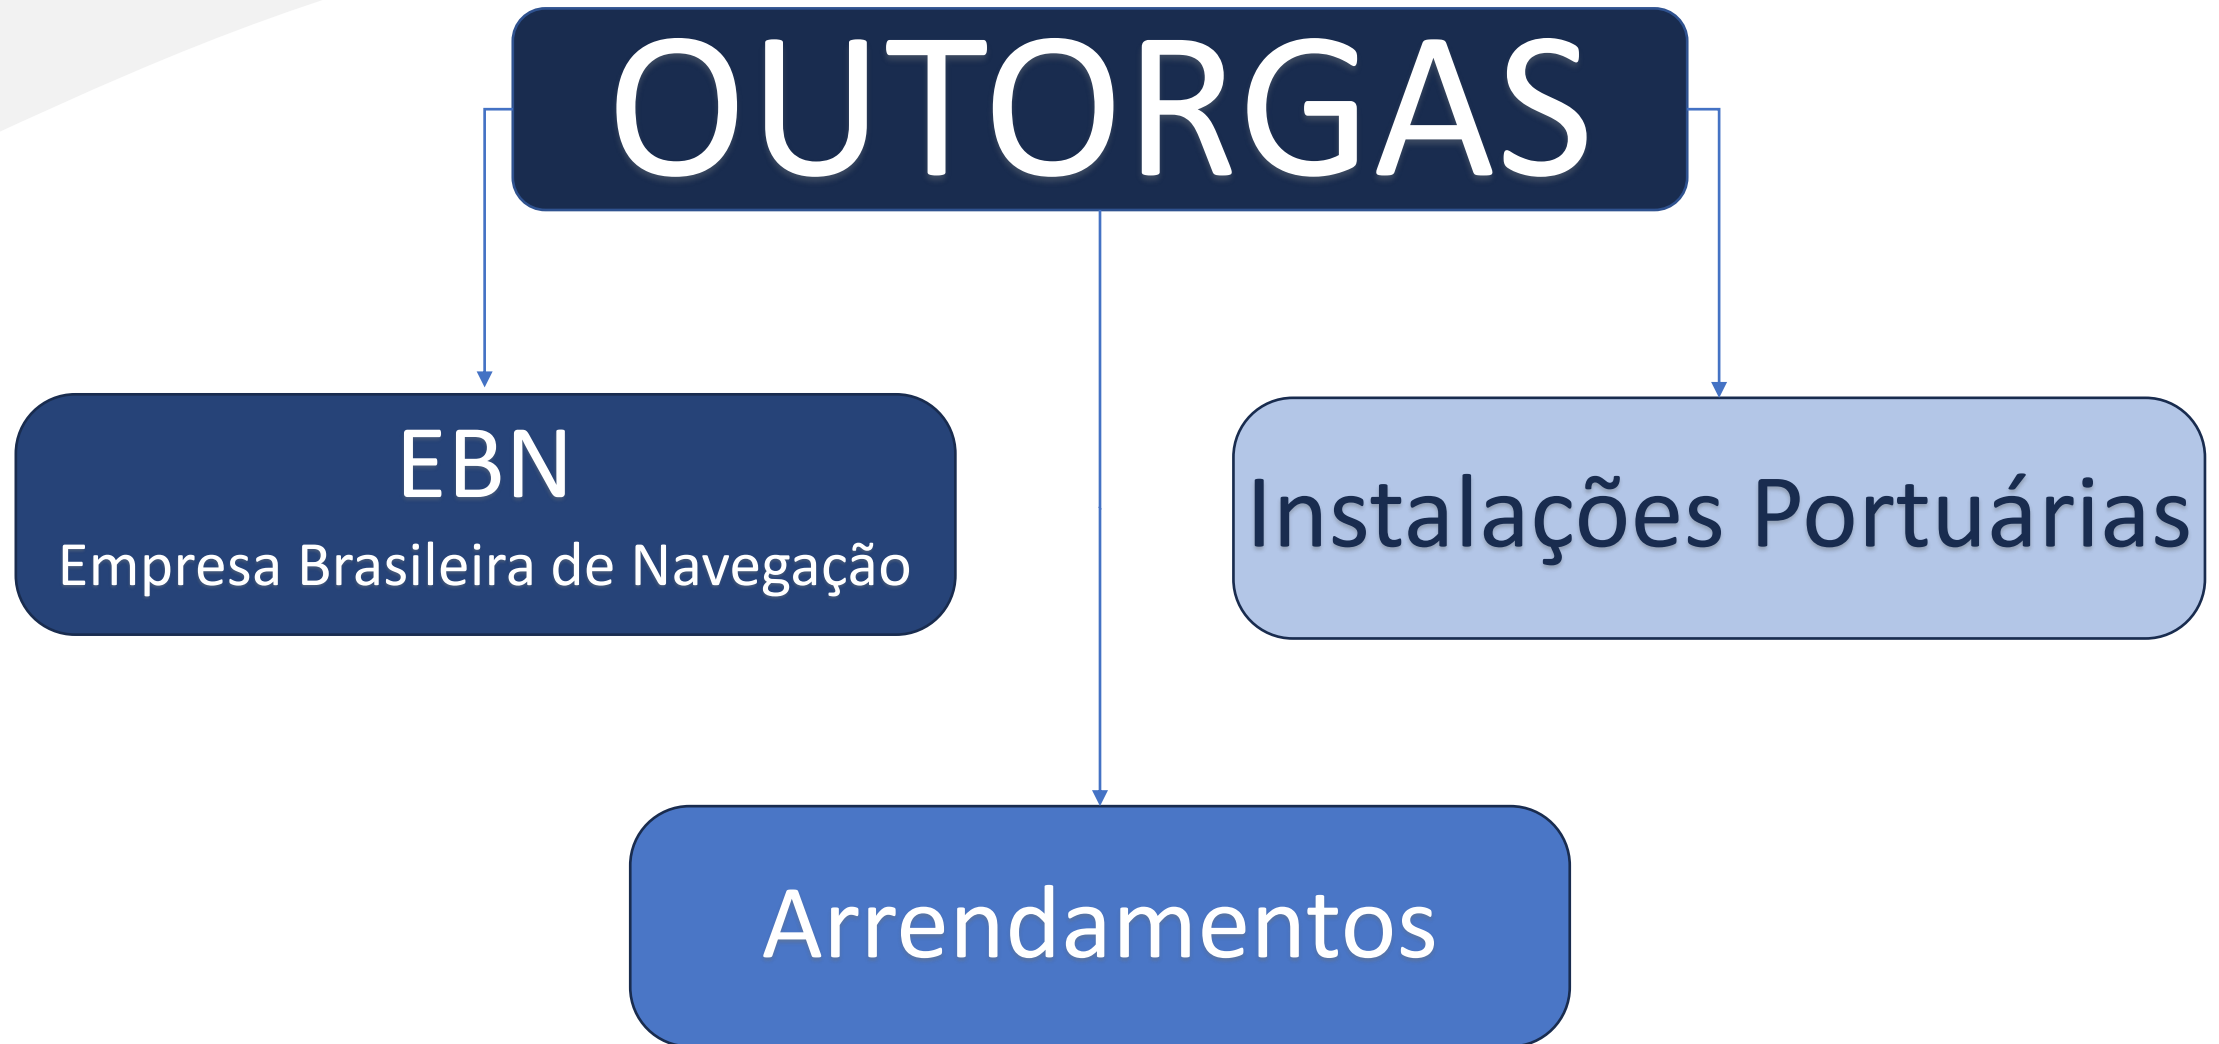 OUTORGAS
EBN
Empresa Brasileira de Navegação
Instalações Portuárias
Arrendamentos